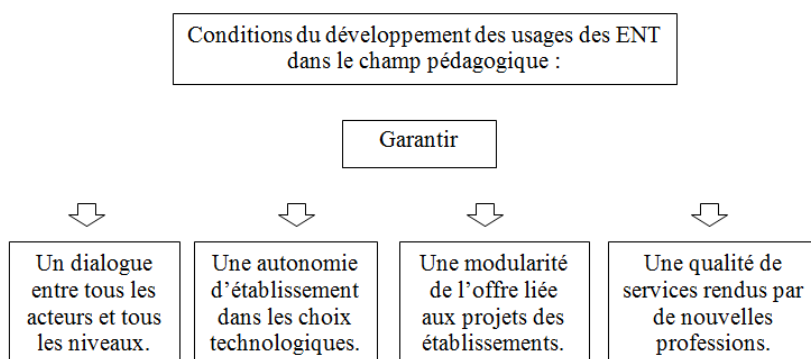 Conditions du développement des usages des ENT
dans le champ pédagogique :
Garantir
Un dialogue
entre tous les
acteurs et tous
les niveaux.
Une autonomie
d'établissement
dans les choix
technologiques.
Une modularité
de l'offre liée
aux projets des
établissements.
Une qualité de
services rendus par
de nouvelles
professions.